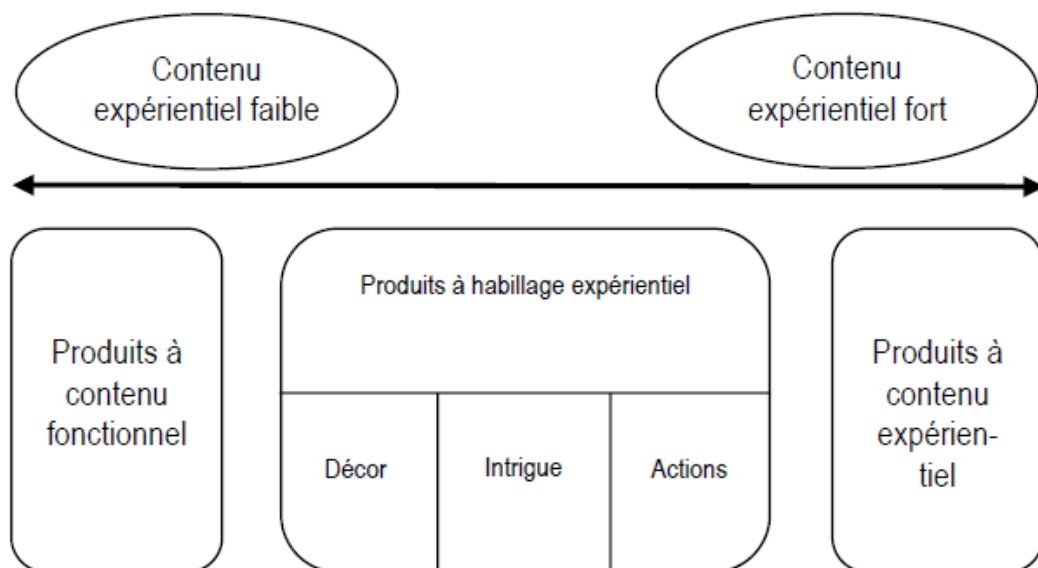 Contenu
expérientiel faible
Contenu
expérientiel fort
Produits à
contenu
fonctionnel
Produits à habillage expérientiel
Décor
Intrigue
Actions
Produits à
contenu
expérien-
tiel